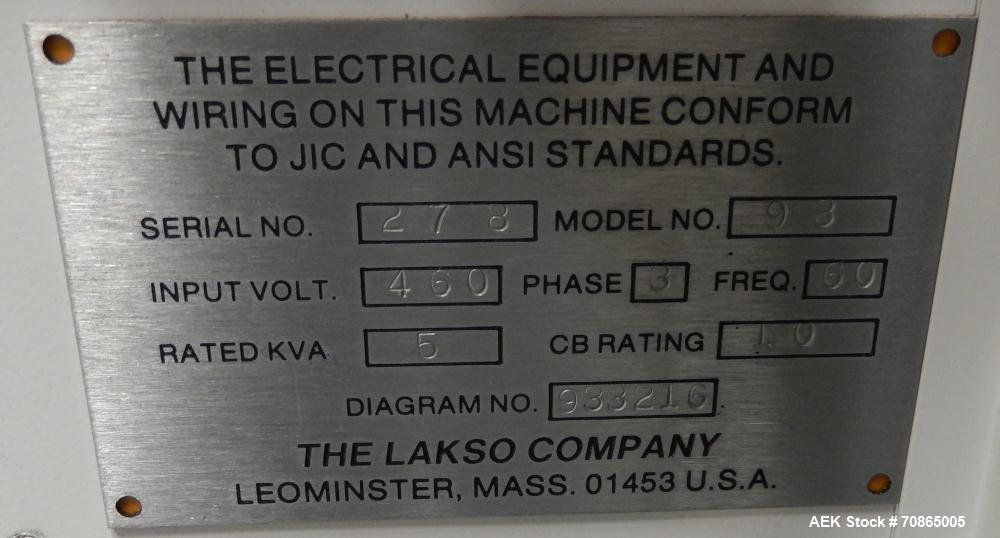 THE ELECTRICAL EQUIPMENT AND
WIRING ON THIS MACHINE CONFORM
TO JIC AND ANSI STANDARDS.
SERIAL NO. 278 MODEL NO. 93
INPUT VOLT. 460 PHASE 3 FREQ. 60
RATED KVA 5 CB RATING 10
DIAGRAM NO. 933216
THE LAKSO COMPANY
LEOMINSTER, MASS. 01453 U.S.A.
AEK Stock # 70865005